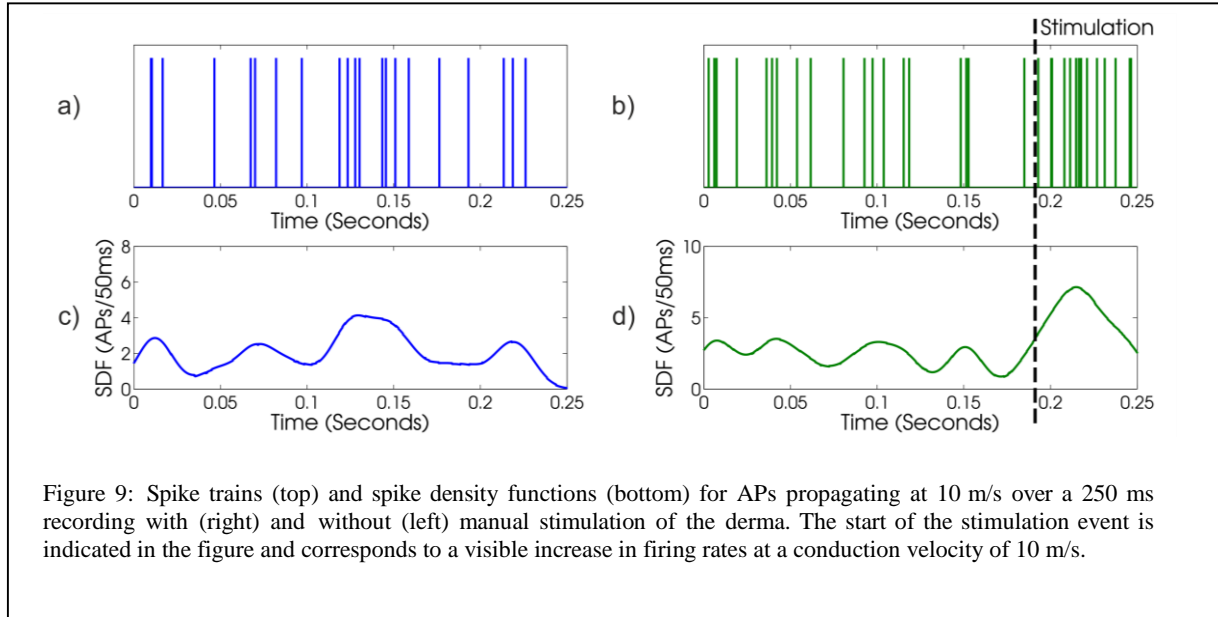 Stimulation
a)
b)
0 0.05 0.1 0.15 0.2 0.25
Time (Seconds)
0 0.05 0.1 0.15 0.2 0.25
Time (Seconds)
c)
SDF (APs/50ms)
8
6
4
2
0
0 0.05 0.1 0.15 0.2 0.25
Time (Seconds)
d)
SDF (APs/50ms)
10
5
0
0 0.05 0.1 0.15 0.2 0.25
Time (Seconds)
Figure 9: Spike trains (top) and spike density functions (bottom) for APs propagating at 10 m/s over a 250 ms
recording with (right) and without (left) manual stimulation of the derma. The start of the stimulation event is
indicated in the figure and corresponds to a visible increase in firing rates at a conduction velocity of 10 m/s.